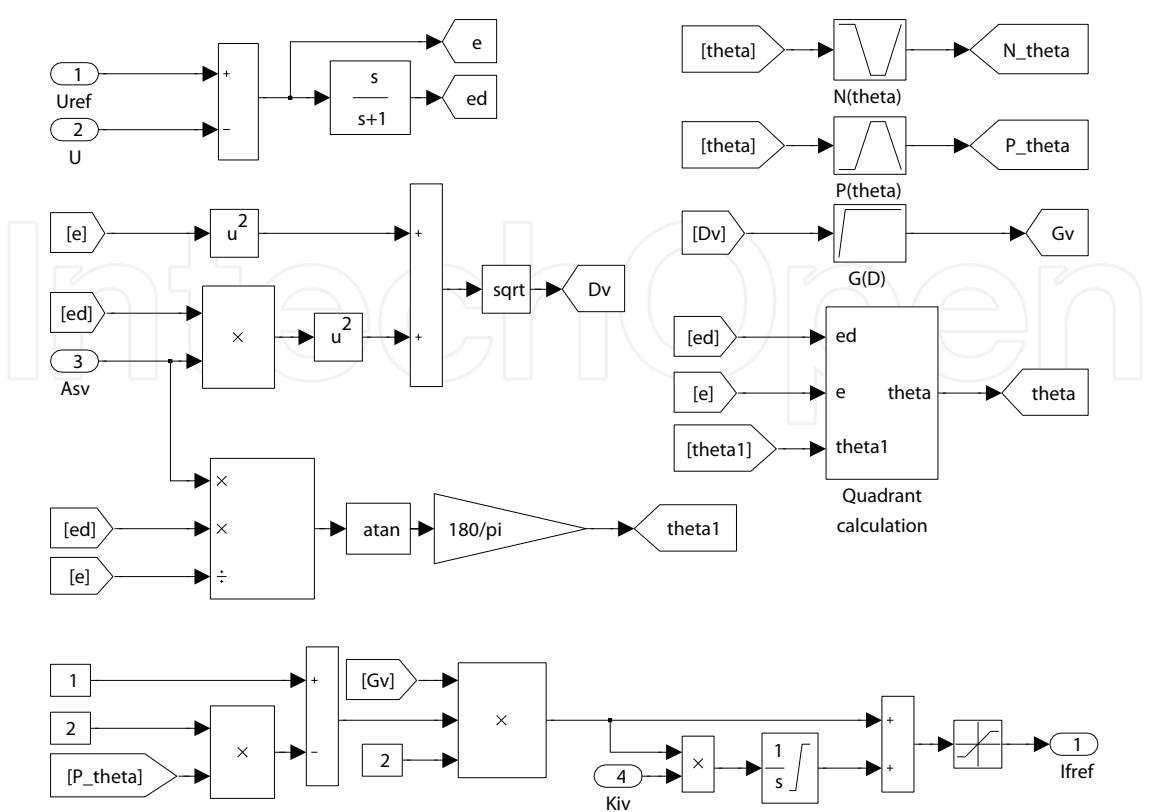 1
Uref
2
U
+
−
s
s+1
e
ed
[e]
u2
[ed]
3
Asv
×
u2
+
+
sqrt
Dv
×
[ed]
×
[e]
÷
atan
180/pi
theta1
[theta]
N(theta)
N_theta
[theta]
P(theta)
P_theta
[Dv]
G(D)
Gv
[ed]
ed
[e]
e
theta
theta
[theta1]
theta1
Quadrant
calculation
1
2
[P_theta]
×
+
−
[Gv]
2
×
4
Kiv
×
1
s
+
+
1
Ifref
IntechOpen